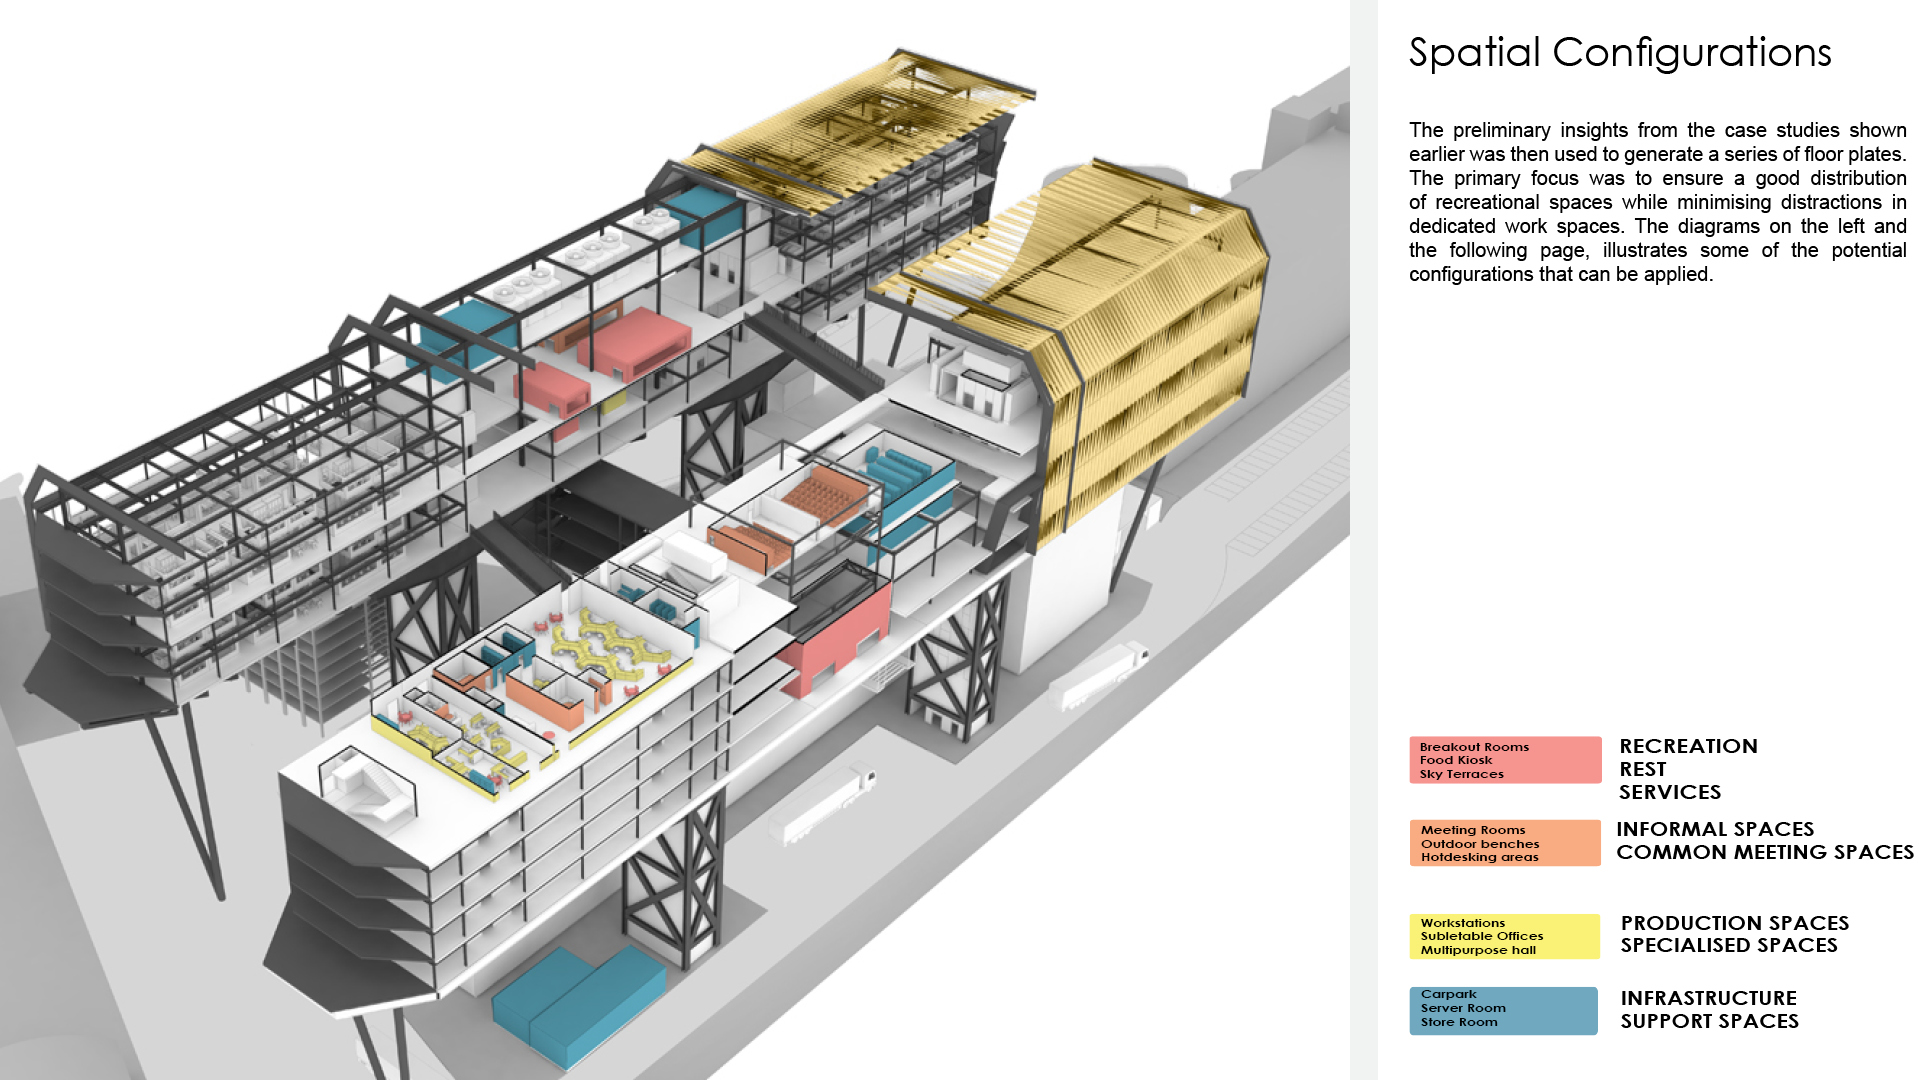 Spatial Configurations
The preliminary insights from the case studies shown
earlier was then used to generate a series of floor plates.
The primary focus was to ensure a good distribution
of recreational spaces while minimising distractions in
dedicated work spaces. The diagrams on the left and
the following page, illustrates some of the potential
configurations that can be applied.
Breakout Rooms
Food Kiosk
Sky Terraces
RECREATION
REST
SERVICES
Meeting Rooms
Outdoor benches
Hotdesking areas
INFORMAL SPACES
COMMON MEETING SPACES
Workstations
Subletable Offices
Multipurpose hall
PRODUCTION SPACES
SPECIALISED SPACES
Carpark
Server Room
Store Room
INFRASTRUCTURE
SUPPORT SPACES